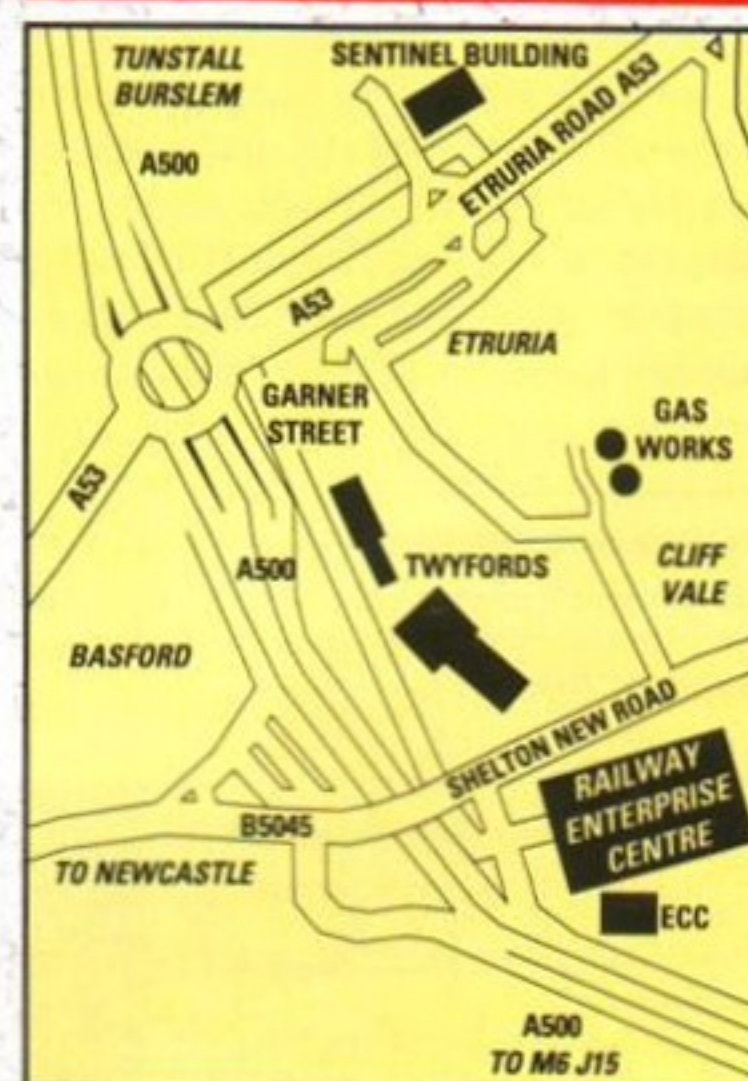 TUNSTALL
BURSLEM
SENTINEL BUILDING
A500
ETRURIA ROAD A53
A53
ETRURIA
GARNER
STREET
GAS
WORKS
A53
A500
TWYFORDS
CLIFF
VALE
BASFORD
SHELTON NEW ROAD
RAILWAY
ENTERPRISE
CENTRE
B5045
TO NEWCASTLE
ECC
A500
TO M6 J15